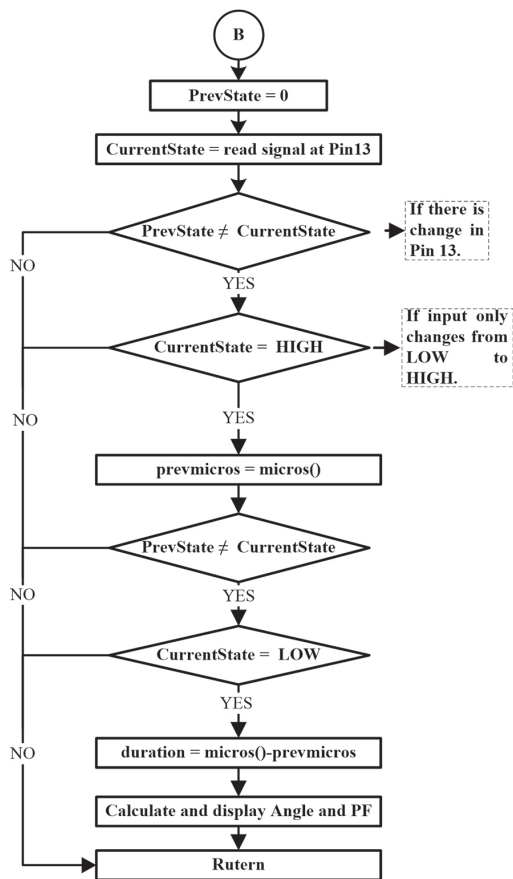 B
PrevState = 0
CurrentState = read signal at Pin13
PrevState ≠ CurrentState
If there is
change in
Pin 13.
NO
YES
CurrentState = HIGH
If input only
changes from
LOW to
HIGH.
NO
YES
prevmicros = micros()
PrevState ≠ CurrentState
NO
YES
CurrentState = LOW
YES
NO
duration = micros()-prevmicros
Calculate and display Angle and PF
Rutern